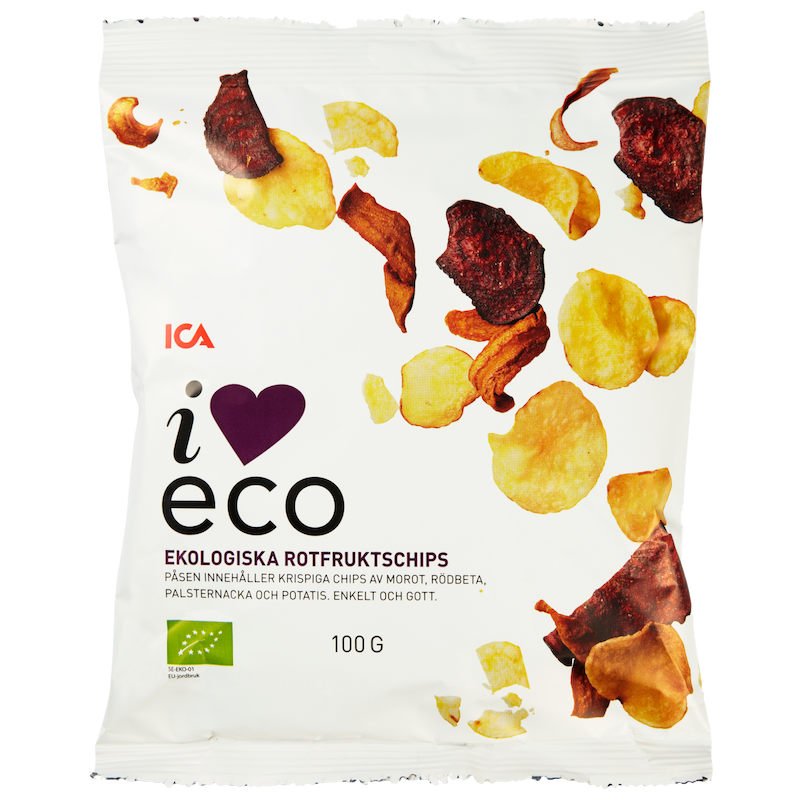 ICA
i
eco
EKOLOGISKA ROTFRUKTSCHIPS
PÅSEN INNEHÅLLER KRISPIGA CHIPS AV MOROT, RÖDBETA,
PALSTERNACKA OCH POTATIS. ENKELT OCH GOTT.
100 G
SE-EKO-01
EU-jordbruk